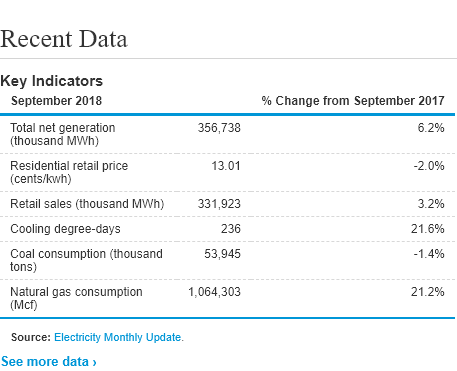 Recent Data
Key Indicators
September 2018 % Change from September 2017
Total net generation 356,738 6.2%
(thousand MWh)
Residential retail price 13.01 -2.0%
(cents/kwh)
Retail sales (thousand MWh) 331,923 3.2%
Cooling degree-days 236 21.6%
Coal consumption (thousand 53,945 -1.4%
tons)
Natural gas consumption 1,064,303 21.2%
(Mcf)
Source: Electricity Monthly Update.
See more data ›